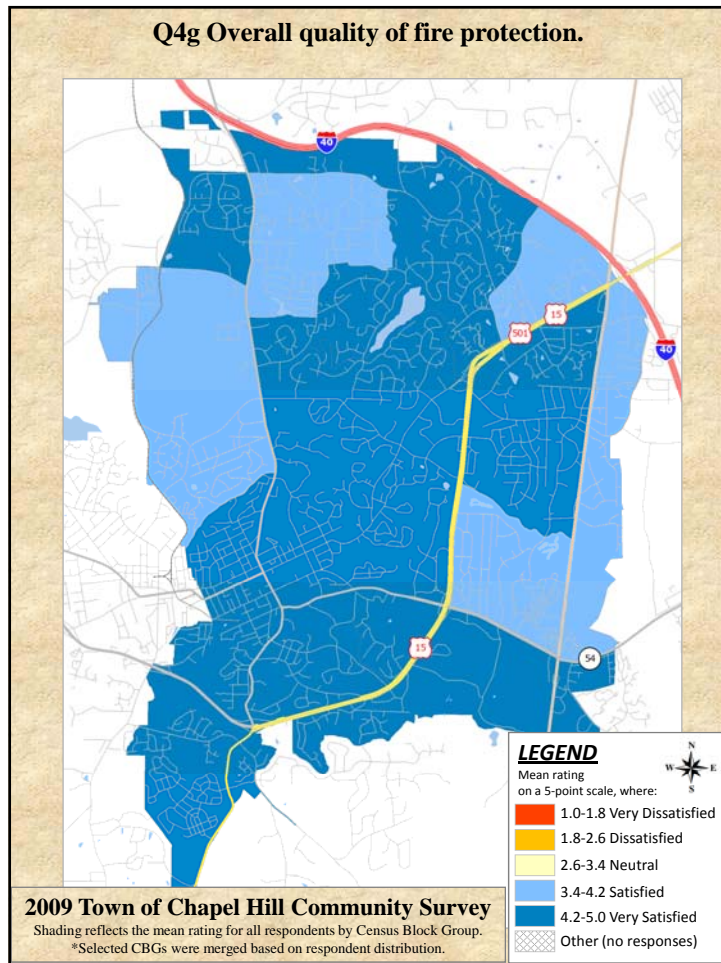 Q4g Overall quality of fire protection.
40
15
501
40
15
54
LEGEND
Mean rating
on a 5-point scale, where:
N
W E
S
1.0-1.8 Very Dissatisfied
1.8-2.6 Dissatisfied
2.6-3.4 Neutral
3.4-4.2 Satisfied
4.2-5.0 Very Satisfied
Other (no responses)
2009 Town of Chapel Hill Community Survey
Shading reflects the mean rating for all respondents by Census Block Group.
*Selected CBGs were merged based on respondent distribution.